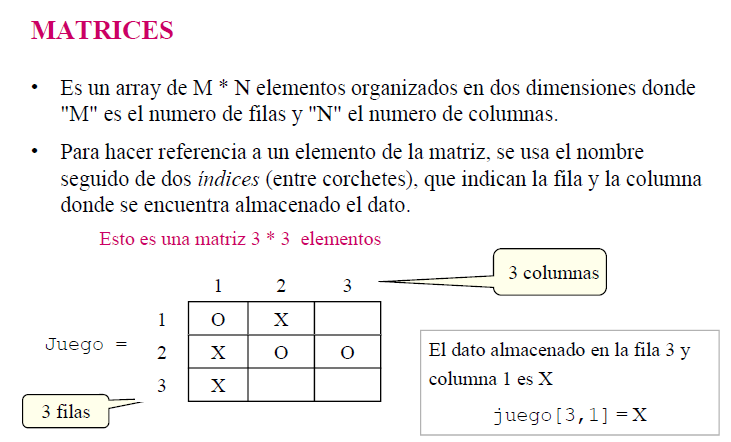 MATRICES
• Es un array de M * N elementos organizados en dos dimensiones donde
"M" es el numero de filas y "N" el numero de columnas.
• Para hacer referencia a un elemento de la matriz, se usa el nombre
seguido de dos índices (entre corchetes), que indican la fila y la columna
donde se encuentra almacenado el dato.
Esto es una matriz 3 * 3 elementos
3 columnas
1 2 3
1 O X
Juego =
2 X O O
3 X
3 filas
El dato almacenado en la fila 3 y
columna 1 es X
juego[3,1] = X